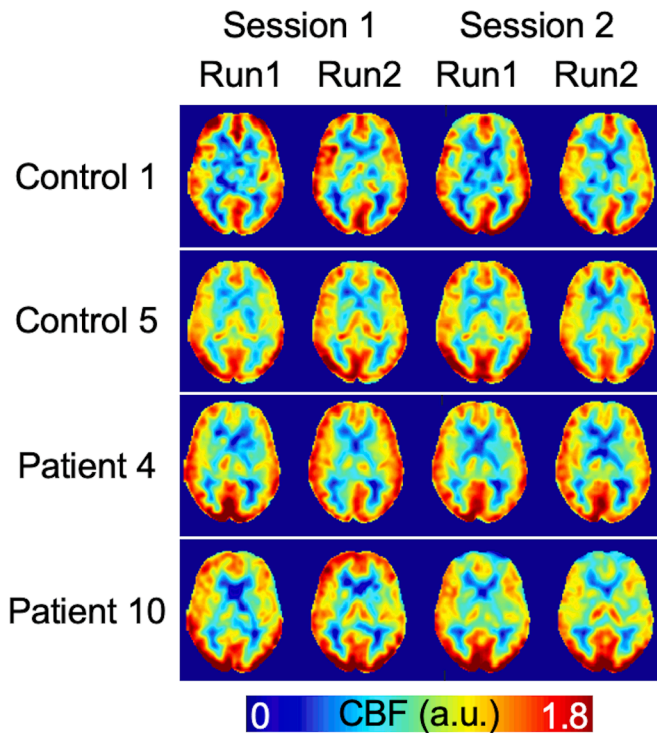 Session 1 Session 2
Run1 Run2 Run1 Run2
Control 1
Control 5
Patient 4
Patient 10
0 CBF (a.u.) 1.8